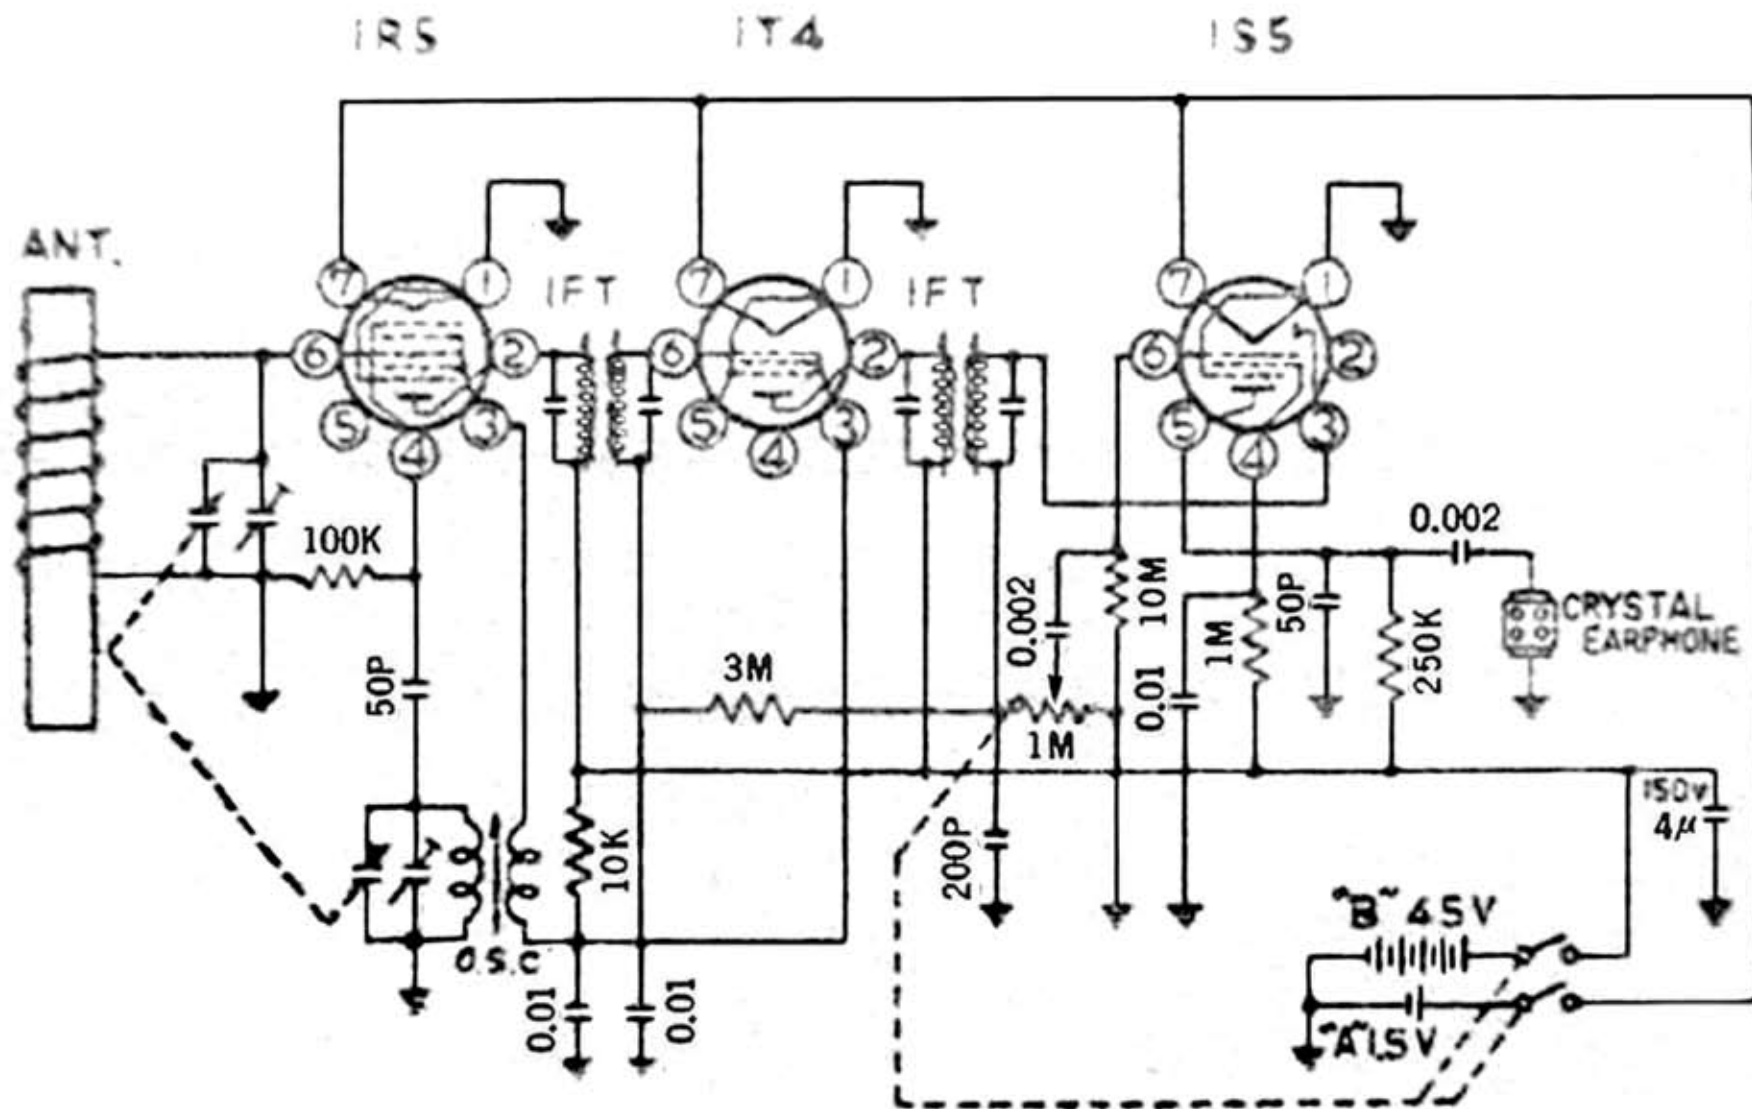 1R5
1T4
1S5
ANT.
7
1
6
2
5
4
3
IFT
7
1
6
2
5
4
3
IFT
7
1
6
2
5
4
3
100K
50P
O.S.C
10K
0.01
0.01
3M
200P
0.002
1M
10M
0.01
1M
50P
250K
0.002
CRYSTAL
EARPHONE
150v
4μ
"B" 45V
"A" 1.5V